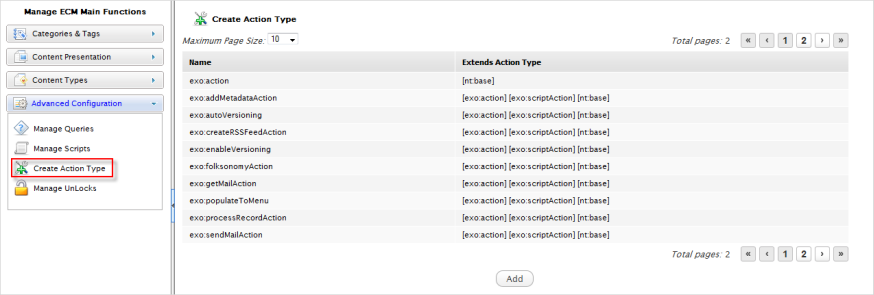 Manage ECM Main Functions
Categories & Tags
Content Presentation
Content Types
Advanced Configuration
Manage Queries
Manage Scripts
Create Action Type
Manage UnLocks
Create Action Type
Maximum Page Size: 10 Total pages: 2 « ‹ 1 2 › »
Name Extends Action Type
exo:action [nt:base]
exo:addMetadataAction [exo:action] [exo:scriptAction] [nt:base]
exo:autoVersioning [exo:action] [exo:scriptAction] [nt:base]
exo:createRSSFeedAction [exo:action] [exo:scriptAction] [nt:base]
exo:enableVersioning [exo:action] [exo:scriptAction] [nt:base]
exo:folksonomyAction [exo:action] [exo:scriptAction] [nt:base]
exo:getMailAction [exo:action] [exo:scriptAction] [nt:base]
exo:populateToMenu [exo:action] [exo:scriptAction] [nt:base]
exo:processRecordAction [exo:action] [exo:scriptAction] [nt:base]
exo:sendMailAction [exo:action] [exo:scriptAction] [nt:base]
Total pages: 2 « ‹ 1 2 › »
Add